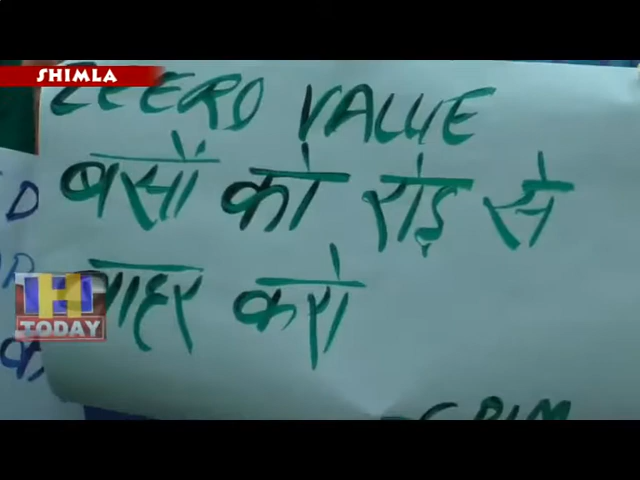 SHIMLA
ZEERO VALUE
बसों को रोड़ से
बाहर करो
H
TODAY